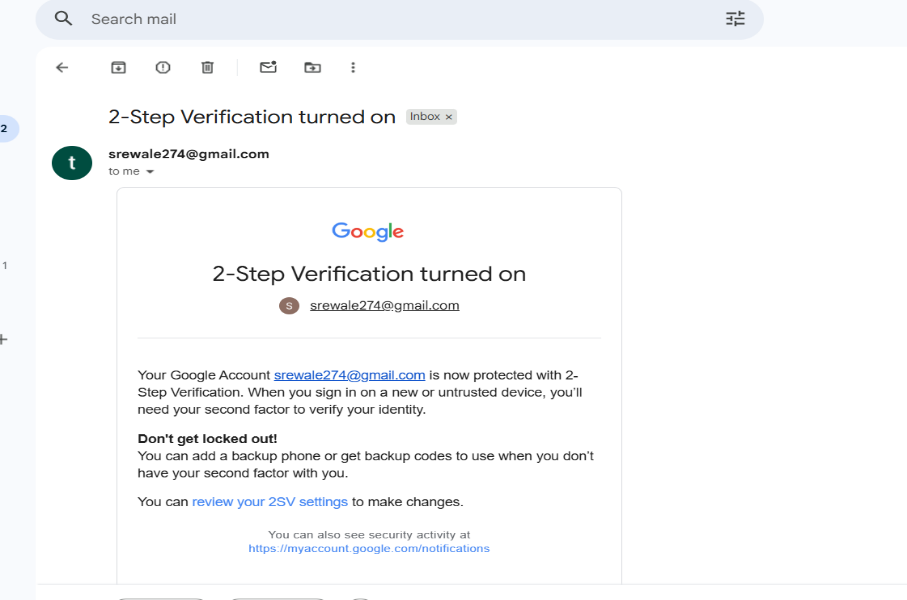 Search mail
2-Step Verification turned on Inbox ×
2
srewale274@gmail.com
t
to me
Google
2-Step Verification turned on
1
S srewale274@gmail.com
Your Google Account srewale274@gmail.com is now protected with 2-
Step Verification. When you sign in on a new or untrusted device, you'll
need your second factor to verify your identity.
Don't get locked out!
You can add a backup phone or get backup codes to use when you don't
have your second factor with you.
You can review your 2SV settings to make changes.
You can also see security activity at
https://myaccount.google.com/notifications